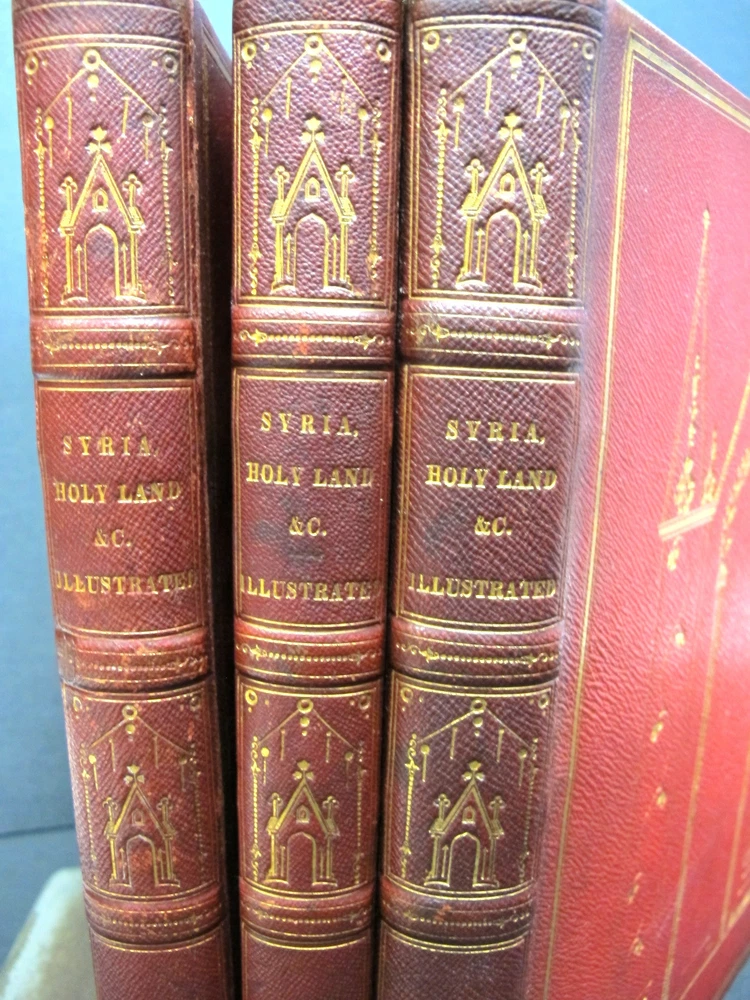 SYRIA,
HOLY LAND
&C.
ILLUSTRATED
SYRIA,
HOLY LAND
&C.
ILLUSTRATED
SYRIA,
HOLY LAND
&C.
ILLUSTRATED